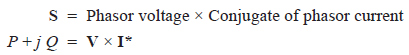 S = Phasor voltage × Conjugate of phasor current
P + j Q = V × I*